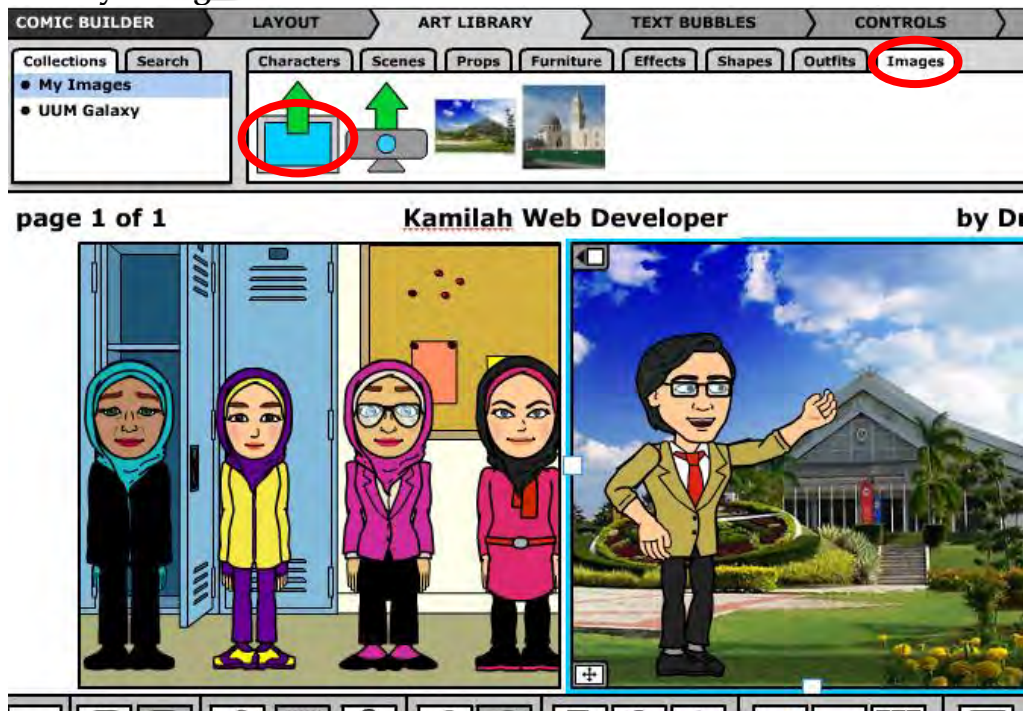 COMIC BUILDER LAYOUT ART LIBRARY TEXT BUBBLES CONTROLS
Collections Search Characters Scenes Props Furniture Effects Shapes Outfits Images
• My Images
• UUM Galaxy
page 1 of 1 Kamilah Web Developer by Dr